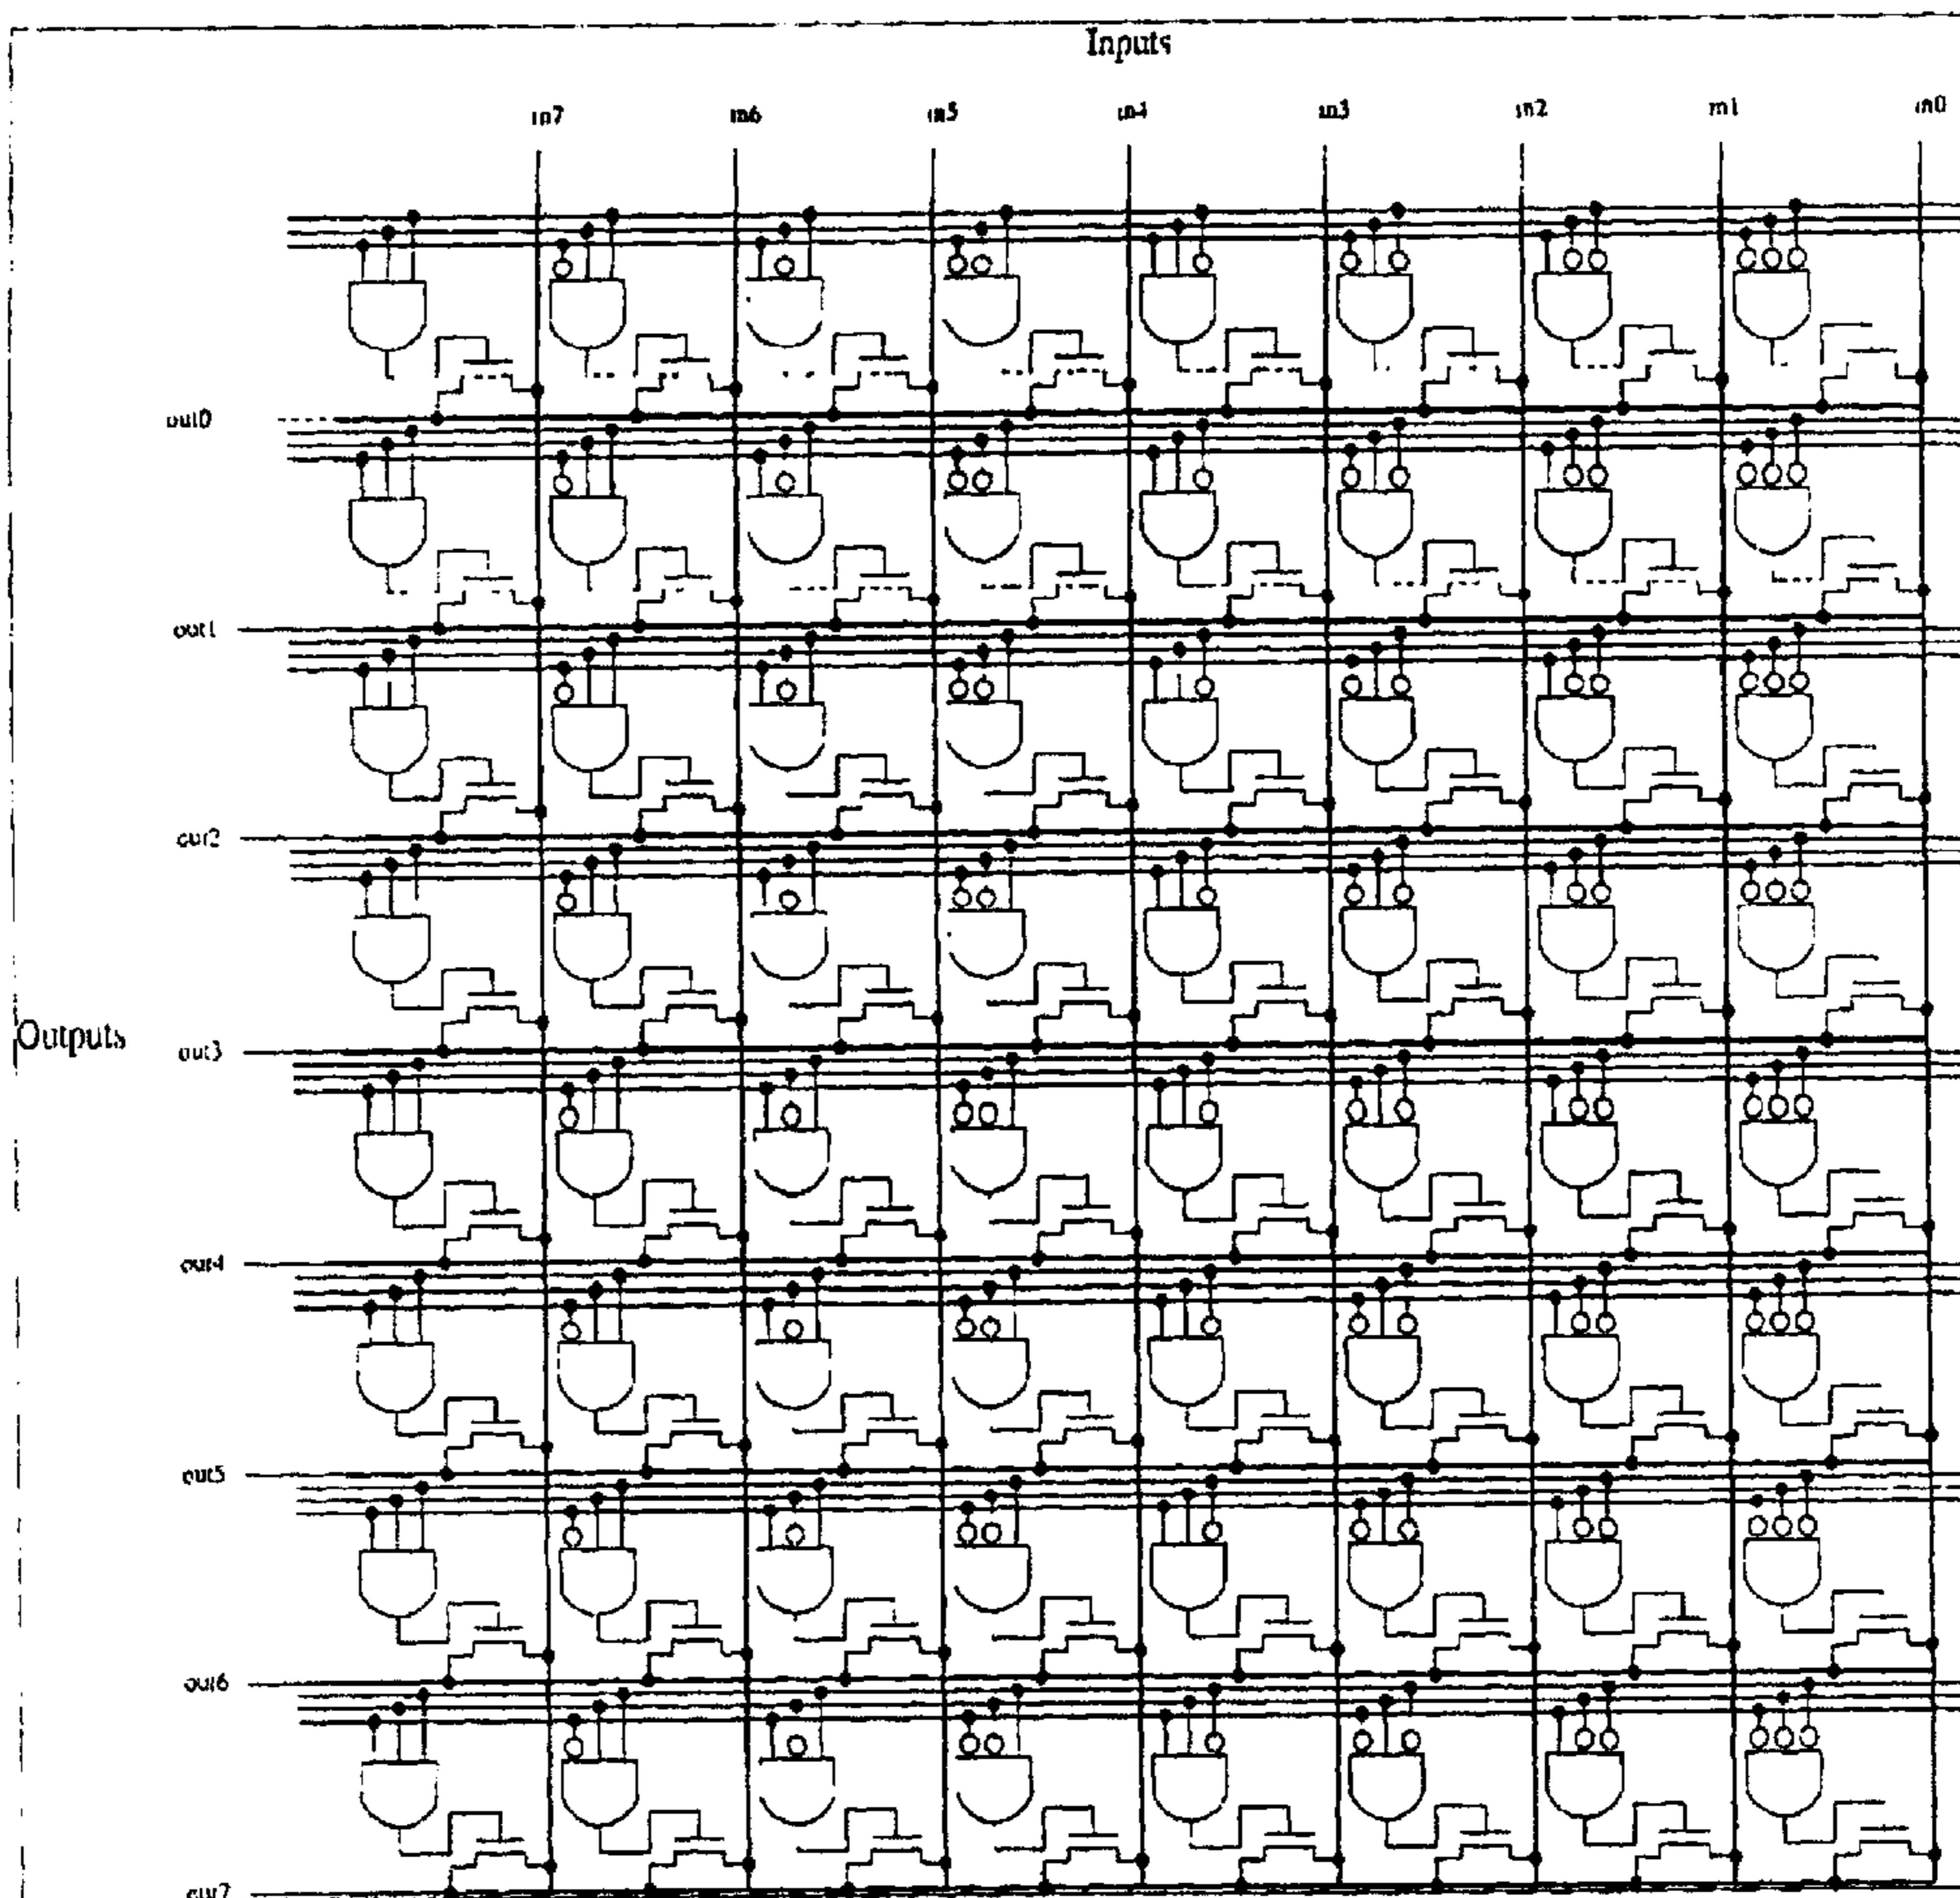 Inputs
in7 in6 in5 in4 in3 in2 in1 in0
out0
out1
out2
out3
Outputs
out4
out5
out6
out7